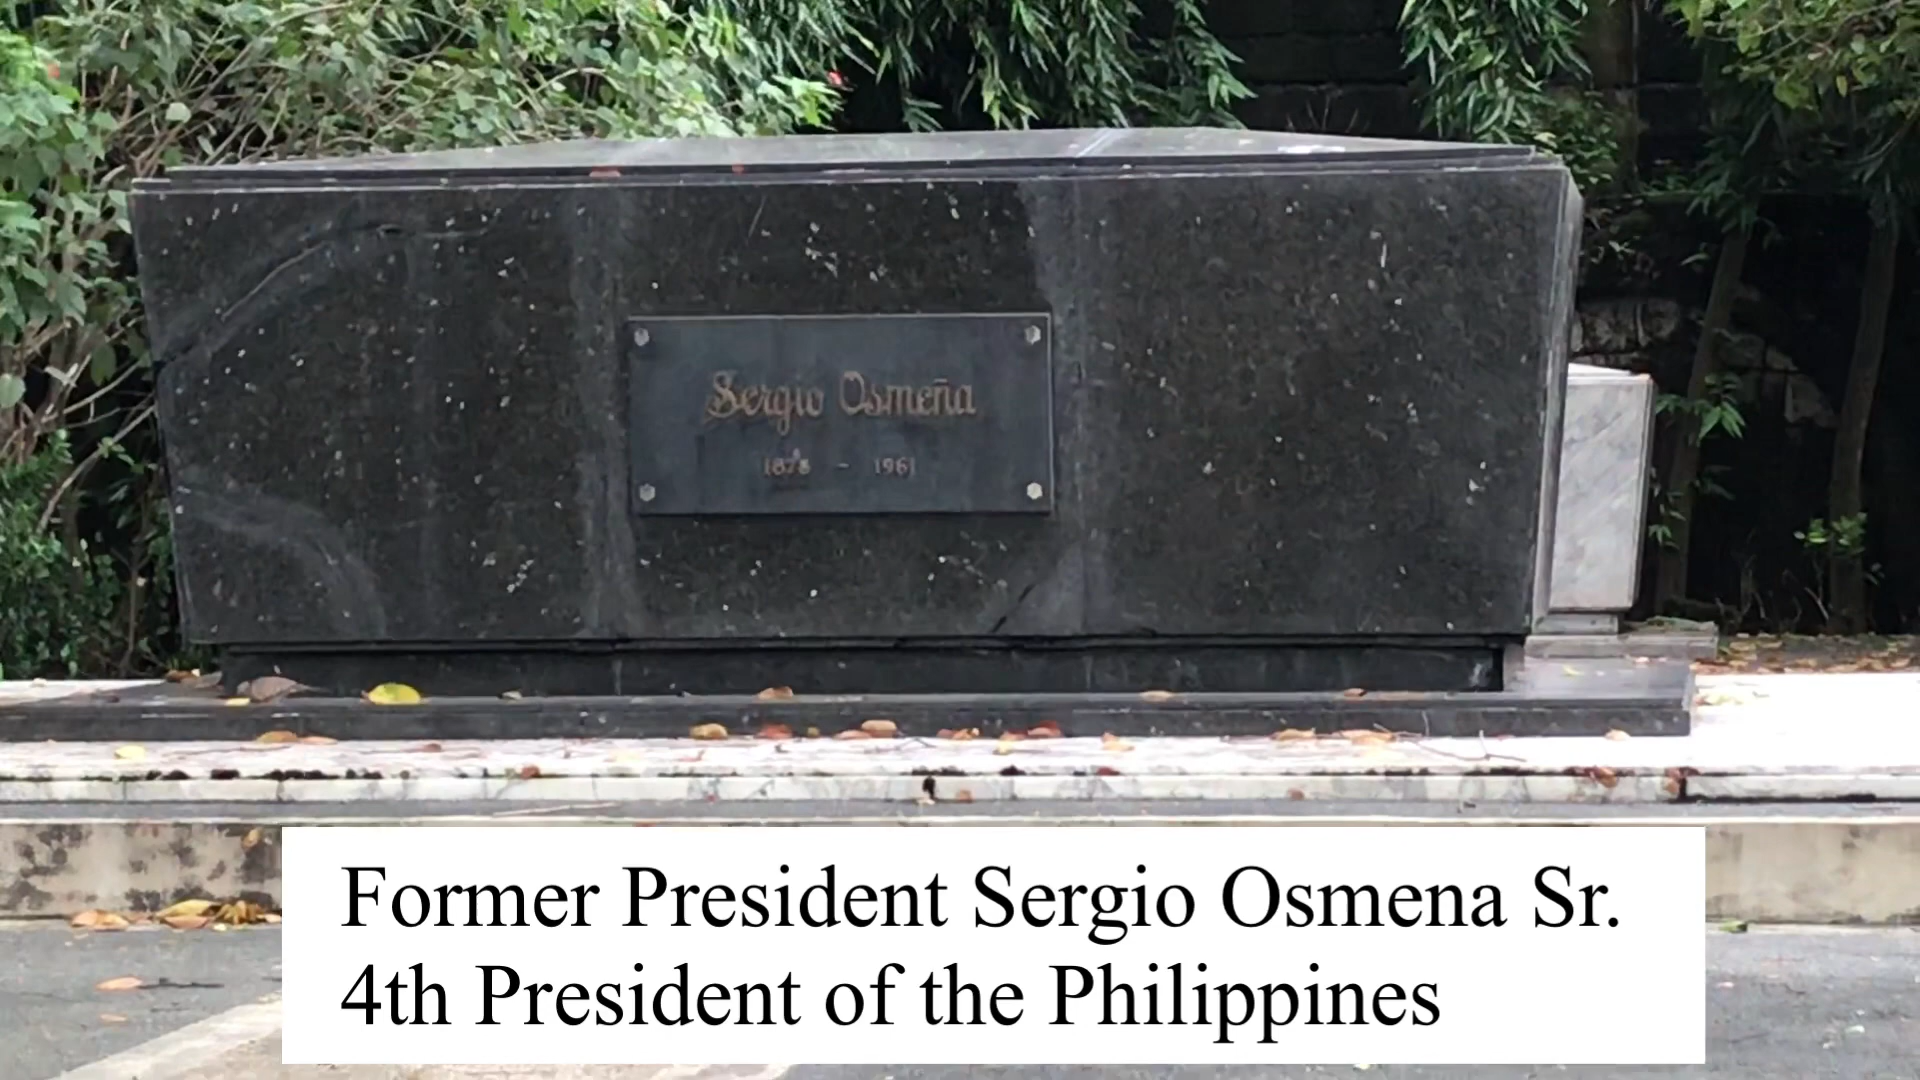 Sergio Osmeña
1878 - 1961
Former President Sergio Osmena Sr.
4th President of the Philippines